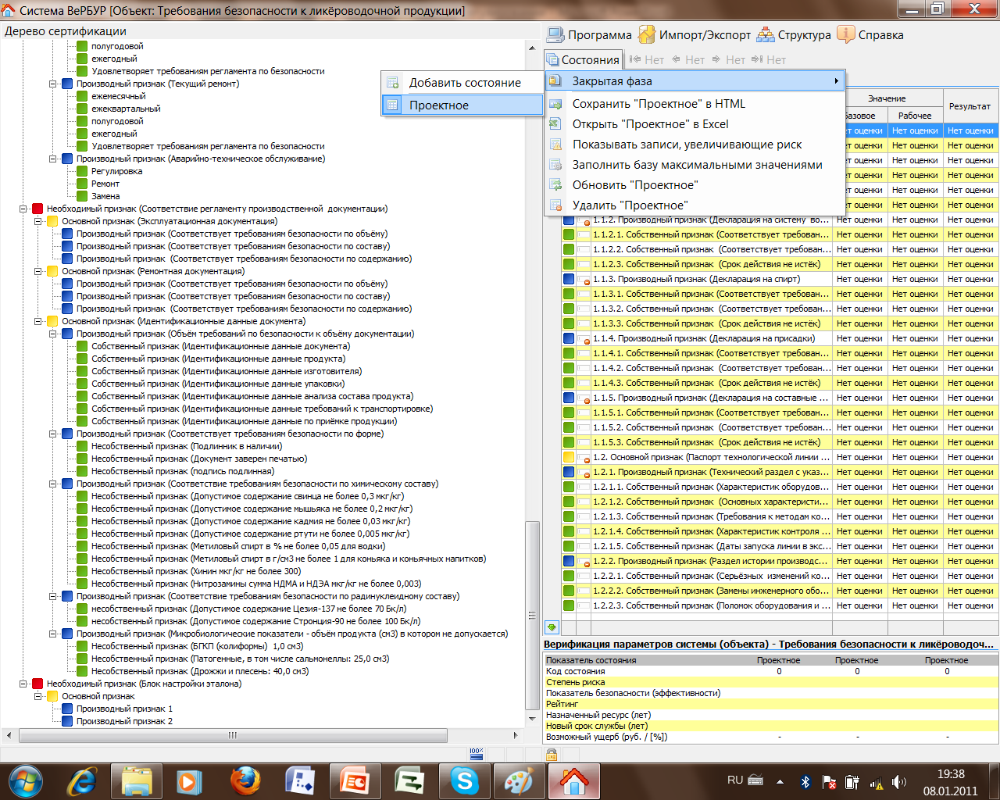 Система ВеРБУР [Объект: Требования безопасности к ликёроводочной продукции]
Дерево сертификации
полугодовой
ежегодный
Удовлетворяет требованиям регламента по безопасности
Производный признак (Текущий ремонт)
ежемесячный
ежеквартальный
полугодовой
ежегодный
Удовлетворяет требованиям регламента по безопасности
Производный признак (Аварийно-техническое обслуживание)
Регулировка
Ремонт
Замена
Необходимый признак (Соответствие регламенту производственной документации)
Основной признак (Эксплуатационная документация)
Производный признак (Соответствует требованиям безопасности по объёму)
Производный признак (Соответствует требованиям безопасности по составу)
Производный признак (Соответствует требованиям безопасности по содержанию)
Основной признак (Ремонтная документация)
Производный признак (Соответствует требованиям безопасности по объёму)
Производный признак (Соответствует требованиям безопасности по составу)
Производный признак (Соответствует требованиям безопасности по содержанию)
Основной признак (Идентификационные данные документа)
Производный признак (Объём требований по безопасности к объёму документации)
Собственный признак (Идентификационные данные документа)
Собственный признак (Идентификационные данные продукта)
Собственный признак (Идентификационные данные изготовителя)
Собственный признак (Идентификационные данные упаковки)
Собственный признак (Идентификационные данные анализа состава продукта)
Собственный признак (Идентификационные данные требований к транспортировке)
Собственный признак (Идентификационные данные по приёмке продукции)
Производный признак (Соответствует требованиям безопасности по форме)
Несобственный признак (Подлинник в наличии)
Несобственный признак (Документ заверен печатью)
Несобственный признак (подпись подлинная)
Производный признак (Соответствие требованиям безопасности по химическому составу)
Несобственный признак (Допустимое содержание свинца не более 0,3 мкг/кг)
Несобственный признак (Допустимое содержание мышьяка не более 0,2 мкг/кг)
Несобственный признак (Допустимое содержание кадмия не более 0,03 мкг/кг)
Несобственный признак (Допустимое содержание ртути не более 0,005 мкг/кг)
Несобственный признак (Метиловый спирт в % не более 0,05 для водки)
Несобственный признак (Метиловый спирт в г/см3 не более 1 для коньяка и коньячных напитков)
Несобственный признак (Хинин мкг/кг не более 300)
Несобственный признак (Нитрозамины сумма НДМА и НДЭА мкг/кг не более 0,003)
Производный признак (Соответствие требованиям безопасности по радинуклеидному составу)
несобственный признак (Допустимое содержание Цезия-137 не более 70 Бк/л)
несобственный признак (Допустимое содержание Стронция-90 не более 100 Бк/л)
Производный признак (Микробиологические показатели - объём продукта (см3) в котором не допускается)
Несобственный признак (БГКП (колиформы) 1,0 см3)
Несобственный признак (Патогенные, в том числе сальмонеллы: 25,0 см3)
Несобственный признак (Дрожжи и плесень: 40,0 см3)
Необходимый признак (Блок настройки эталона)
Основной признак
Производный признак 1
Производный признак 2
100%
Программа Импорт/Экспорт Структура Справка
Состояния Нет Нет Нет Нет
Добавить состояние
Проектное
Закрытая фаза
Сохранить "Проектное" в HTML
Открыть "Проектное" в Excel
Показывать записи, увеличивающие риск
Заполнить базу максимальными значениями
Обновить "Проектное"
Удалить "Проектное"
Значение Результат
Базовое Рабочее
ет оценки Нет оценки Нет оценки
ет оценки Нет оценки Нет оценки
ет оценки Нет оценки Нет оценки
ет оценки Нет оценки Нет оценки
ет оценки Нет оценки Нет оценки
ет оценки Нет оценки Нет оценки
1.1.2. Производный признак (Декларация на систему во... Нет оценки Нет оценки Нет оценки
1.1.2.1. Собственный признак (Соответствует требован... Нет оценки Нет оценки Нет оценки
1.1.2.2. Собственный признак (Соответствует требован... Нет оценки Нет оценки Нет оценки
1.1.2.3. Собственный признак (Срок действия не истёк) Нет оценки Нет оценки Нет оценки
1.1.3. Производный признак (Декларация на спирт) Нет оценки Нет оценки Нет оценки
1.1.3.1. Собственный признак (Соответствует требован... Нет оценки Нет оценки Нет оценки
1.1.3.2. Собственный признак (Соответствует требован... Нет оценки Нет оценки Нет оценки
1.1.3.3. Собственный признак (Срок действия не истёк) Нет оценки Нет оценки Нет оценки
1.1.4. Производный признак (Декларация на присадки) Нет оценки Нет оценки Нет оценки
1.1.4.1. Собственный признак (Соответствует требован... Нет оценки Нет оценки Нет оценки
1.1.4.2. Собственный признак (Соответствует требован... Нет оценки Нет оценки Нет оценки
1.1.4.3. Собственный признак (Срок действия не истёк) Нет оценки Нет оценки Нет оценки
1.1.5. Производный признак (Декларация на составные ... Нет оценки Нет оценки Нет оценки
1.1.5.1. Собственный признак (Соответствует требован... Нет оценки Нет оценки Нет оценки
1.1.5.2. Собственный признак (Соответствует требован... Нет оценки Нет оценки Нет оценки
1.1.5.3. Собственный признак (Срок действия не истёк) Нет оценки Нет оценки Нет оценки
1.2. Основной признак (Паспорт технологической линии ... Нет оценки Нет оценки Нет оценки
1.2.1. Производный признак (Технический раздел с указ... Нет оценки Нет оценки Нет оценки
1.2.1.1. Собственный признак (Характеристик оборудов... Нет оценки Нет оценки Нет оценки
1.2.1.2. Собственный признак (Основных характеристи... Нет оценки Нет оценки Нет оценки
1.2.1.3. Собственный признак (Требования к методам ко... Нет оценки Нет оценки Нет оценки
1.2.1.4. Собственный признак (Характеристик контроля ... Нет оценки Нет оценки Нет оценки
1.2.1.5. Собственный признак (Даты запуска линии в экс... Нет оценки Нет оценки Нет оценки
1.2.2. Производный признак (Раздел истории производс... Нет оценки Нет оценки Нет оценки
1.2.2.1. Собственный признак (Серьёзных изменений ко... Нет оценки Нет оценки Нет оценки
1.2.2.2. Собственный признак (Замены инженерного обо... Нет оценки Нет оценки Нет оценки
1.2.2.3. Собственный признак (Поломок оборудования и ... Нет оценки Нет оценки Нет оценки
Верификация параметров системы (объекта) - Требования безопасности к ликёроводоч...
Показатель состояния Проектное Проектное Проектное
Код состояния 0 0 0
Степень риска
Показатель безопасности (эффективности)
Рейтинг
Назначенный ресурс (лет)
Новый срок службы (лет)
Возможный ущерб (руб. / [%]) - - -
RU
19:38
08.01.2011